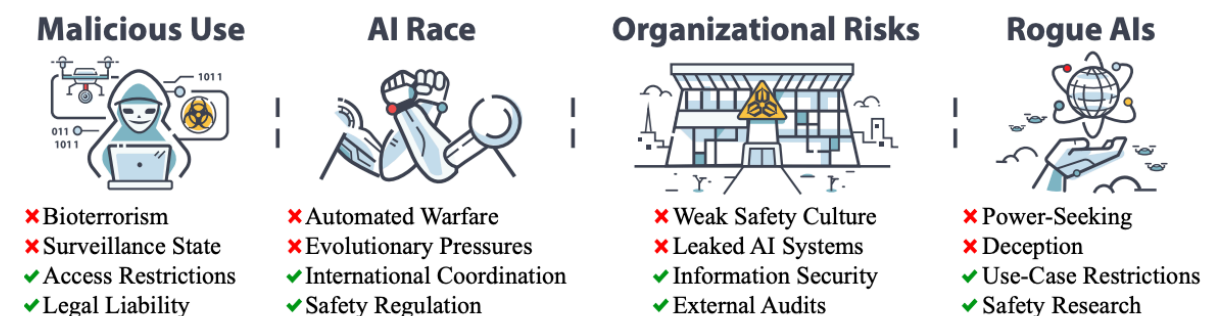 Malicious Use
1011
011
1011
Bioterrorism
Surveillance State
Access Restrictions
Legal Liability
AI Race
Automated Warfare
Evolutionary Pressures
International Coordination
Safety Regulation
Organizational Risks
Weak Safety Culture
Leaked AI Systems
Information Security
External Audits
Rogue AIs
Power-Seeking
Deception
Use-Case Restrictions
Safety Research